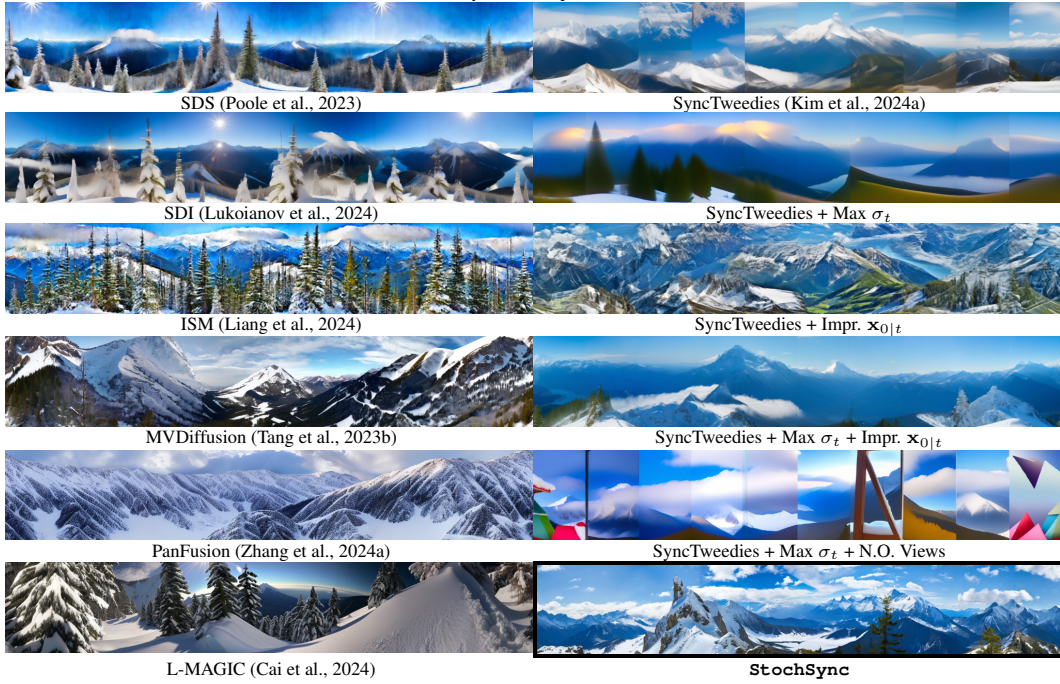 SDS (Poole et al., 2023)
SyncTweedies (Kim et al., 2024a)
SDI (Lukoianov et al., 2024)
SyncTweedies + Max σₜ
ISM (Liang et al., 2024)
SyncTweedies + Impr. x₀|ₜ
MVDiffusion (Tang et al., 2023b)
SyncTweedies + Max σₜ + Impr. x₀|ₜ
PanFusion (Zhang et al., 2024a)
SyncTweedies + Max σₜ + N.O. Views
L-MAGIC (Cai et al., 2024)
StochSync